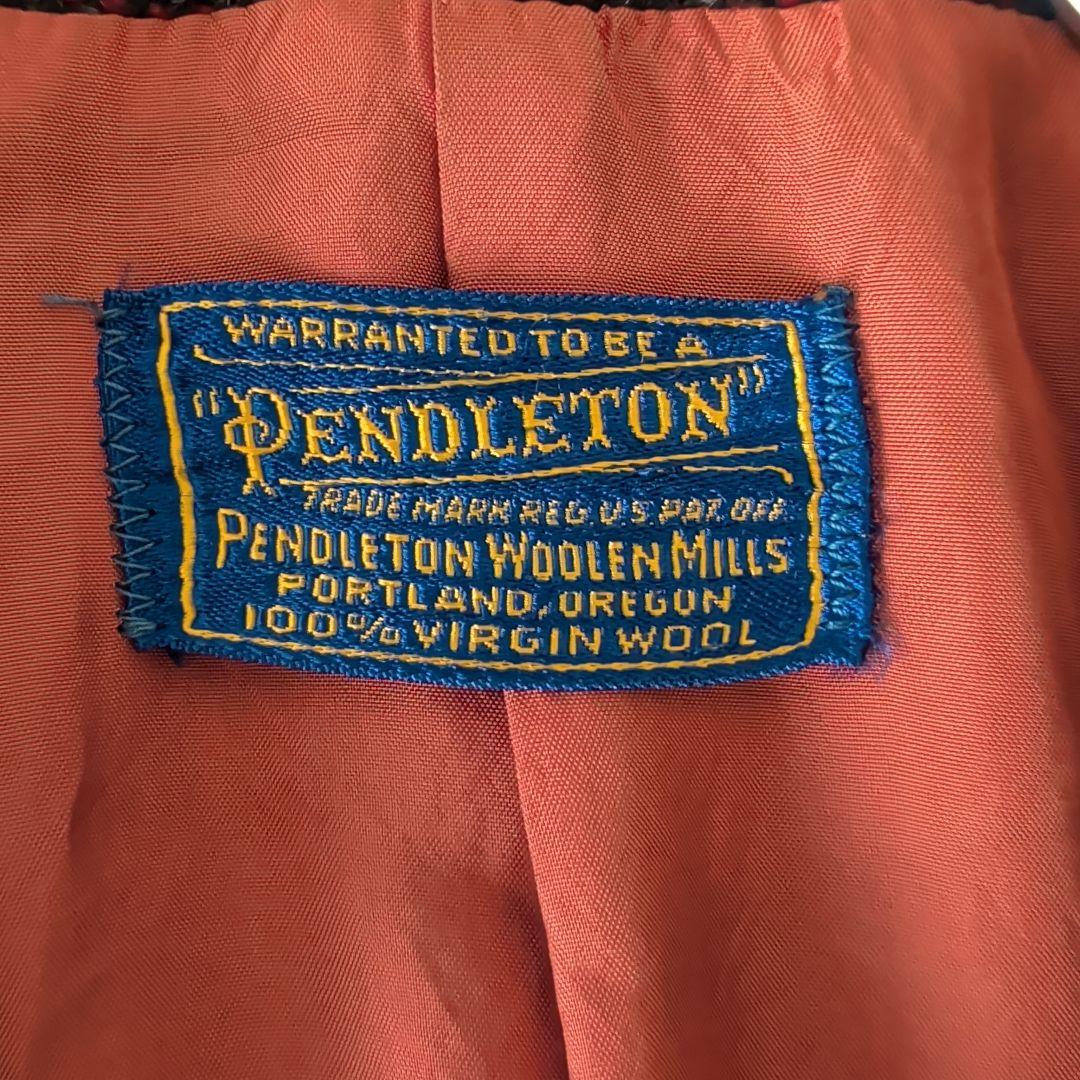 WARRANTED TO BE A
"PENDLETON"
TRADE MARK REG. U.S. PAT. OFF.
PENDLETON WOOLEN MILLS
PORTLAND, OREGON
100% VIRGIN WOOL